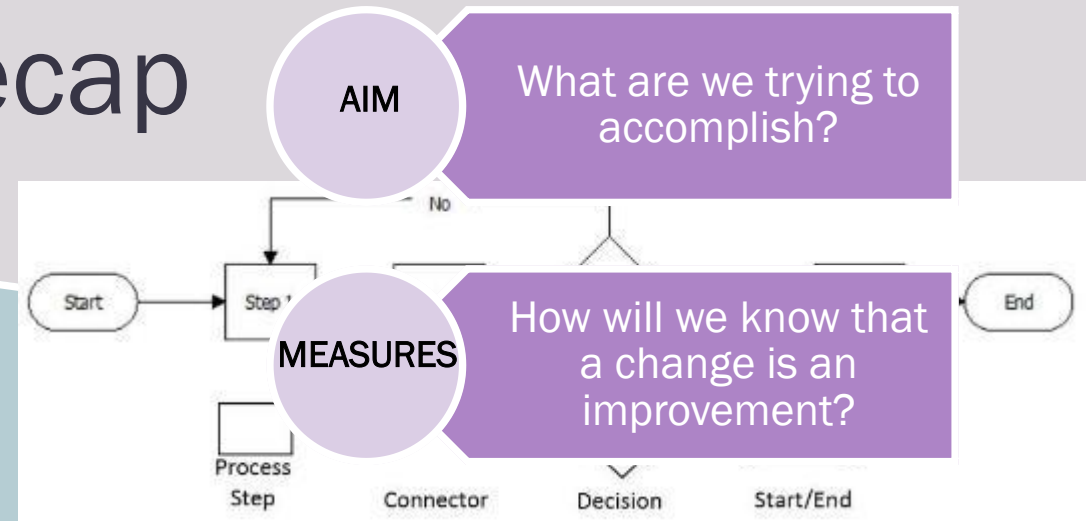 ecap
AIM
What are we trying to
accomplish?
No
Start
Step
End
MEASURES
How will we know that
a change is an
improvement?
Process
Step
Connector
Decision
Start/End